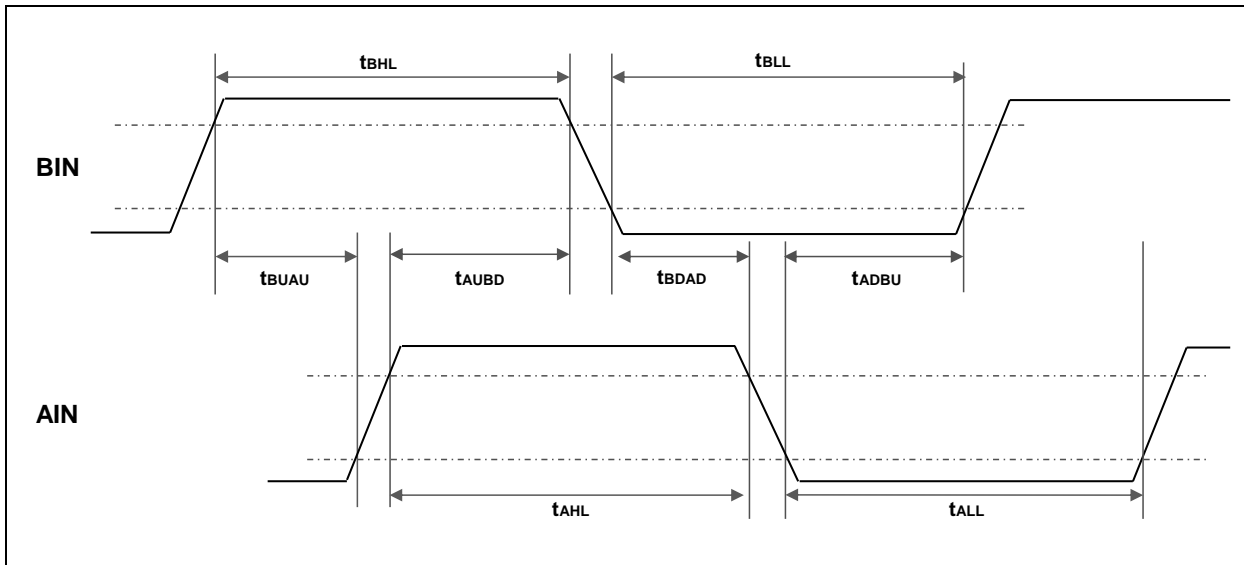 tBHL
tBLL
BIN
tBUAU
tAUBD
tBDAD
tADBU
AIN
tAHL
tALL